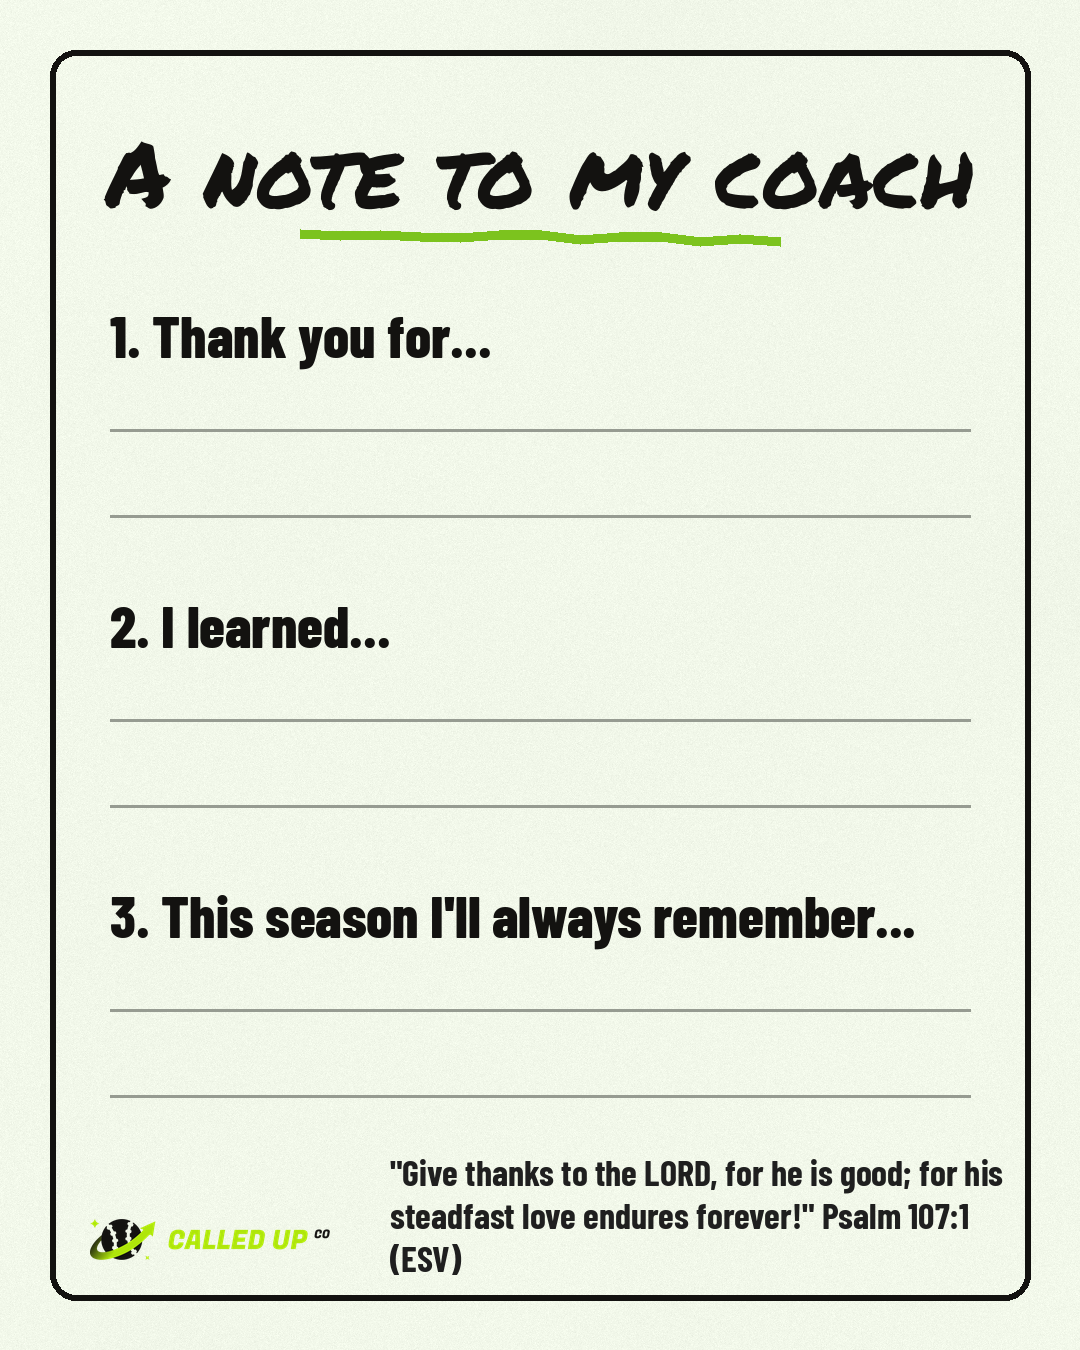 A NOTE TO MY COACH
1. Thank you for...
2. I learned...
3. This season I'll always remember...
"Give thanks to the LORD, for he is good; for his
steadfast love endures forever!" Psalm 107:1
(ESV)
CALLED UP CO